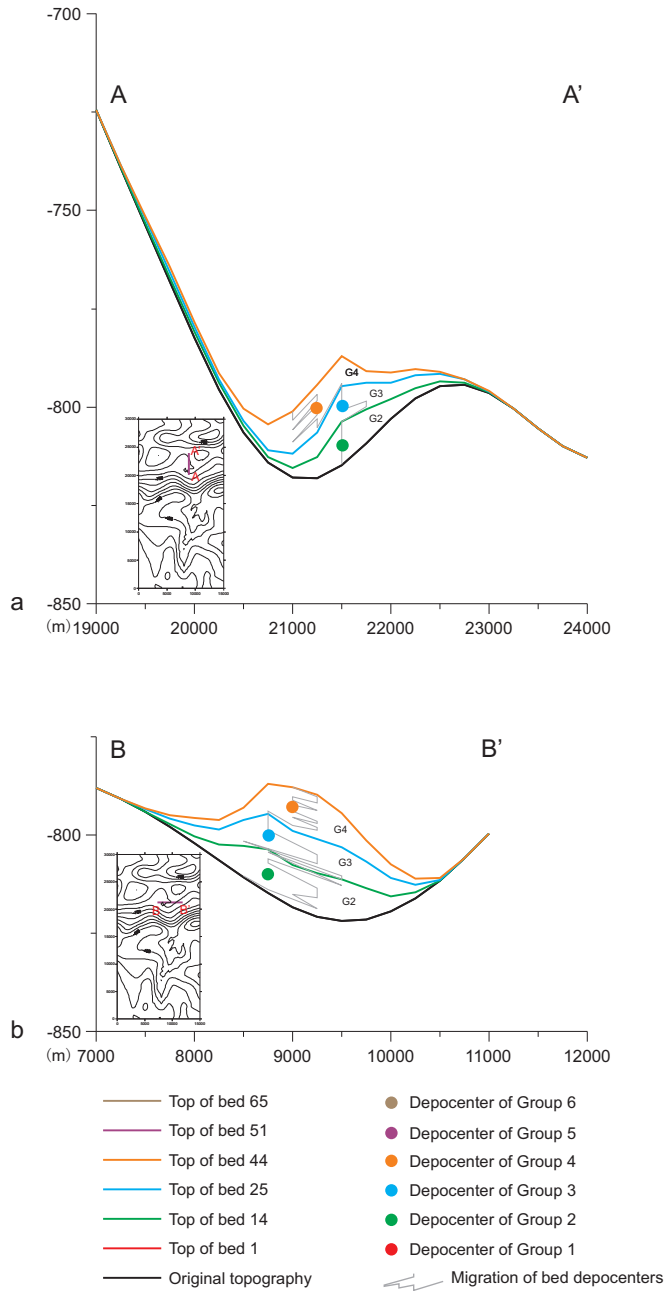 -700
A
A'
-750
G4
-800
G3
G2
A'
A
a
-850
(m)
19000
20000
21000
22000
23000
24000
B
B'
-800
G4
G3
G2
B
B'
b
-850
(m)
7000
8000
9000
10000
11000
12000
Top of bed 65
Depocenter of Group 6
Top of bed 51
Depocenter of Group 5
Top of bed 44
Depocenter of Group 4
Top of bed 25
Depocenter of Group 3
Top of bed 14
Depocenter of Group 2
Top of bed 1
Depocenter of Group 1
Original topography
Migration of bed depocenters